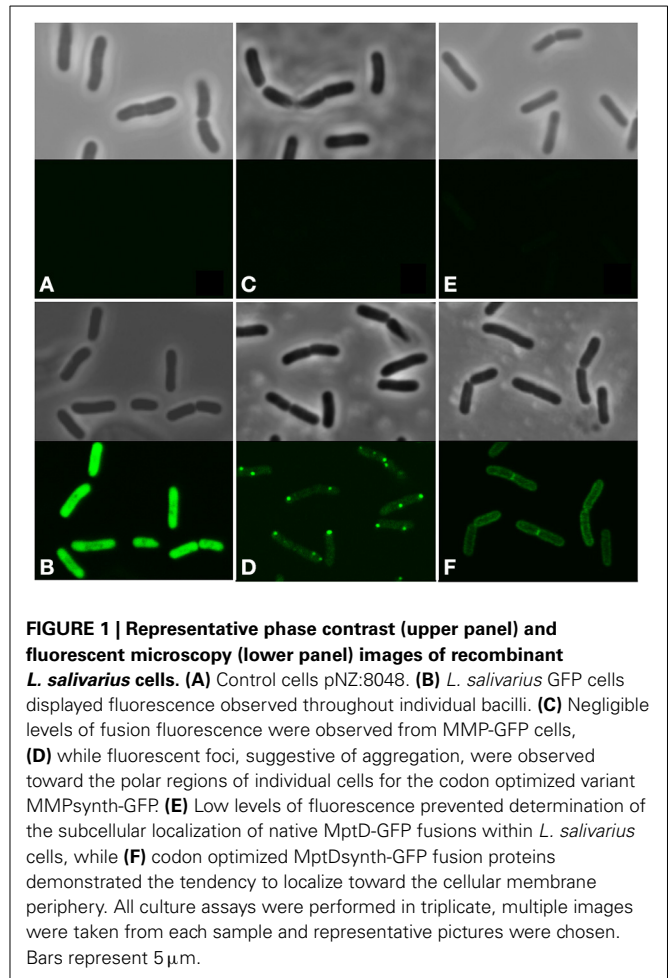 A
C
E
B
D
F
FIGURE 1 | Representative phase contrast (upper panel) and
fluorescent microscopy (lower panel) images of recombinant
L. salivarius cells. (A) Control cells pNZ:8048. (B) L. salivarius GFP cells
displayed fluorescence observed throughout individual bacilli. (C) Negligible
levels of fusion fluorescence were observed from MMP-GFP cells,
(D) while fluorescent foci, suggestive of aggregation, were observed
toward the polar regions of individual cells for the codon optimized variant
MMPsynth-GFP. (E) Low levels of fluorescence prevented determination of
the subcellular localization of native MptD-GFP fusions within L. salivarius
cells, while (F) codon optimized MptDsynth-GFP fusion proteins
demonstrated the tendency to localize toward the cellular membrane
periphery. All culture assays were performed in triplicate, multiple images
were taken from each sample and representative pictures were chosen.
Bars represent 5 μm.